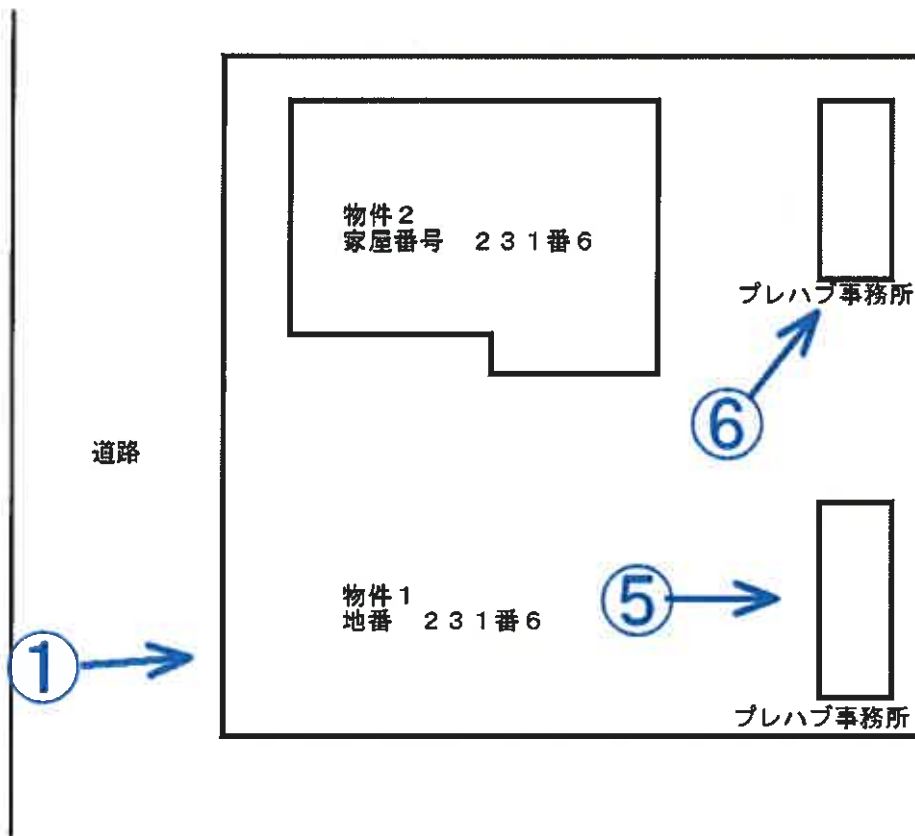 物件2
家屋番号　231番6
プレハブ事務所
⑥
道路
物件1
地番　231番6
⑤
①
プレハブ事務所